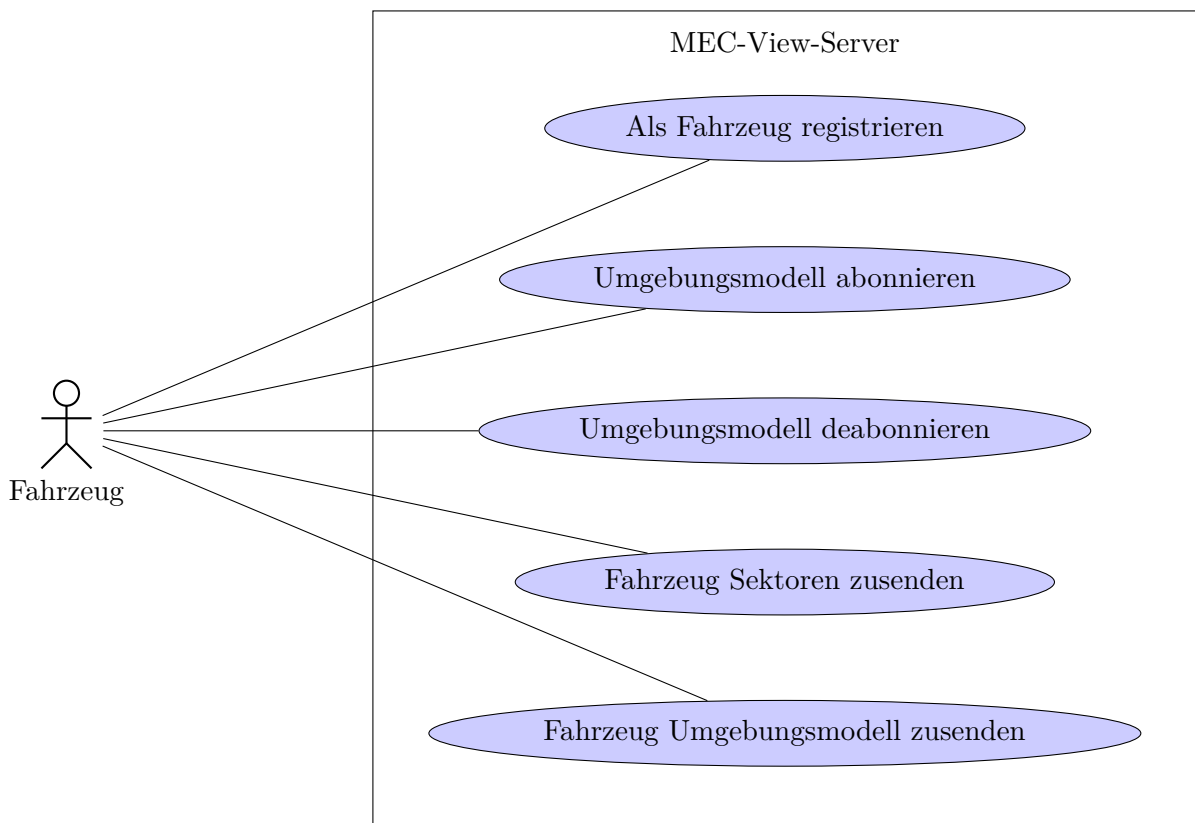 MEC-View-Server
Als Fahrzeug registrieren
Umgebungsmodell abonnieren
Umgebungsmodell deabonnieren
Fahrzeug
Fahrzeug Sektoren zusenden
Fahrzeug Umgebungsmodell zusenden